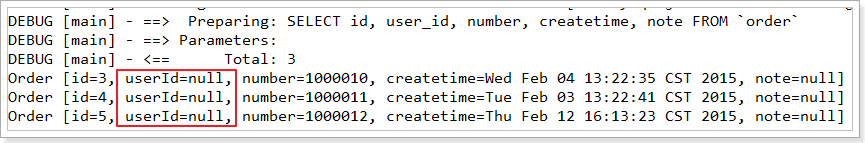 DEBUG [main] - ==>  Preparing: SELECT id, user_id, number, createtime, note FROM `order`
DEBUG [main] - ==> Parameters:
DEBUG [main] - <==      Total: 3
Order [id=3, userId=null, number=1000010, createtime=Wed Feb 04 13:22:35 CST 2015, note=null]
Order [id=4, userId=null, number=1000011, createtime=Tue Feb 03 13:22:41 CST 2015, note=null]
Order [id=5, userId=null, number=1000012, createtime=Thu Feb 12 16:13:23 CST 2015, note=null]